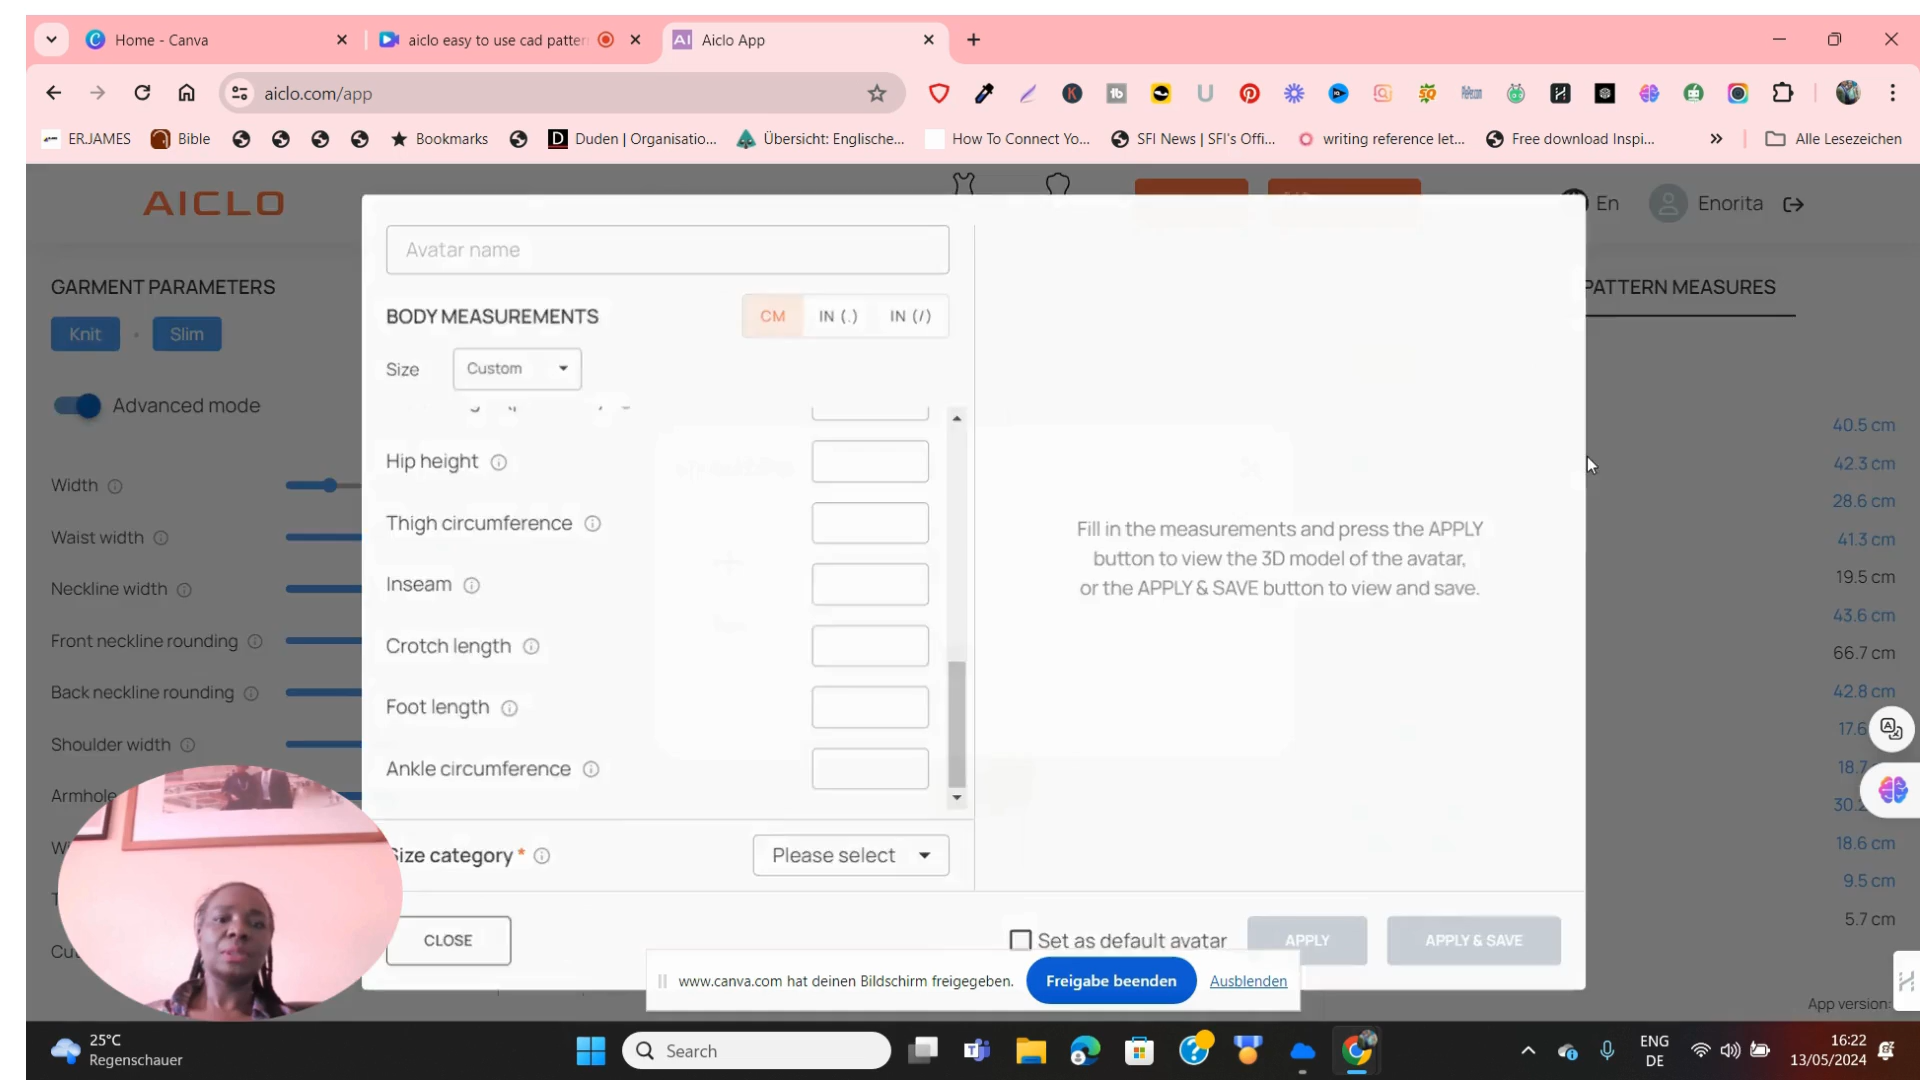 Home - Canva
aiclo easy to use cad patter
Aiclo App
aiclo.com/app
ER.JAMES
Bible
Bookmarks
Duden | Organisatio...
Übersicht: Englische...
How To Connect Yo...
SFI News | SFI's Offi...
writing reference let...
Free download Inspi...
Alle Lesezeichen
AICLO
En
Enorita
GARMENT PARAMETERS
Knit
Slim
Advanced mode
Width
Waist width
Neckline width
Front neckline rounding
Back neckline rounding
Shoulder width
Armhole
Avatar name
BODY MEASUREMENTS
CM
IN (.)
IN (/)
Size
Custom
Hip height
Thigh circumference
Inseam
Crotch length
Foot length
Ankle circumference
Size category *
Please select
CLOSE
Fill in the measurements and press the APPLY
button to view the 3D model of the avatar,
or the APPLY & SAVE button to view and save.
Set as default avatar
APPLY
APPLY & SAVE
PATTERN MEASURES
40.5 cm
42.3 cm
28.6 cm
41.3 cm
19.5 cm
43.6 cm
66.7 cm
42.8 cm
17.6
18.7
30.2
18.6 cm
9.5 cm
5.7 cm
App version:
www.canva.com hat deinen Bildschirm freigegeben.
Freigabe beenden
Ausblenden
25°C
Regenschauer
Search
ENG
DE
16:22
13/05/2024